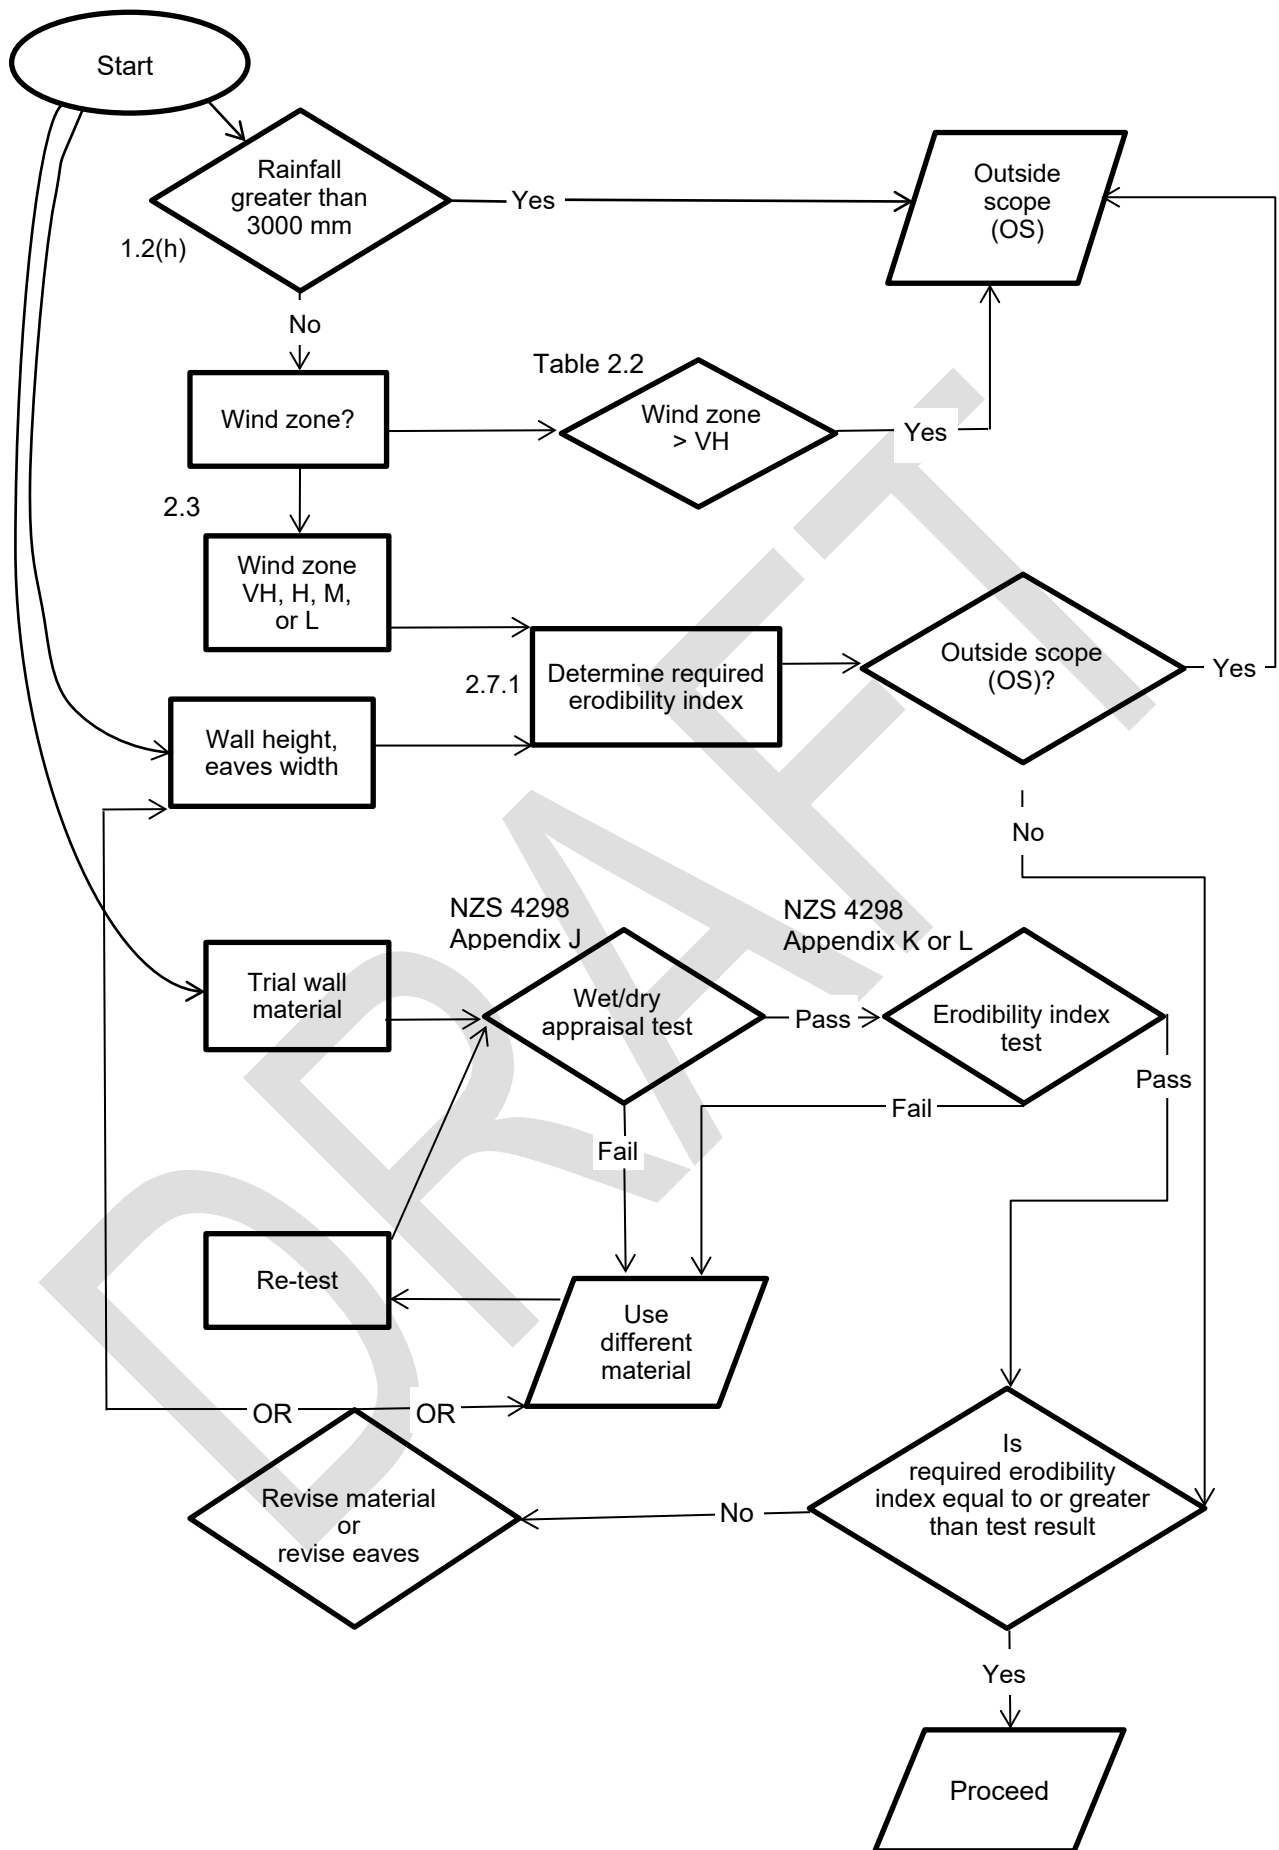 Start
Rainfall
greater than
3000 mm
Yes
Outside
scope
(OS)
1.2(h)
No
Table 2.2
Wind zone?
Wind zone
> VH
Yes
2.3
Wind zone
VH, H, M,
or L
2.7.1
Determine required
erodibility index
Outside scope
(OS)?
Yes
Wall height,
eaves width
No
NZS 4298
Appendix J
NZS 4298
Appendix K or L
Trial wall
material
Wet/dry
appraisal test
Pass
Erodibility index
test
Pass
Fail
Fail
Re-test
Use
different
material
OR
OR
Revise material
or
revise eaves
No
Is
required erodibility
index equal to or greater
than test result
Yes
Proceed
DRAFT